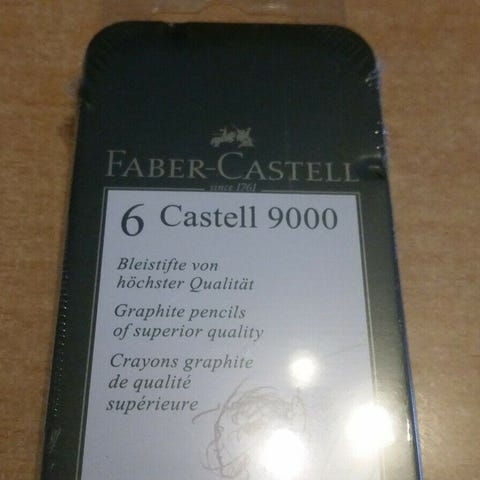 FABER-CASTELL
since 1761
6 Castell 9000
Bleistifte von
höchster Qualität
Graphite pencils
of superior quality
Crayons graphite
de qualité
supérieure